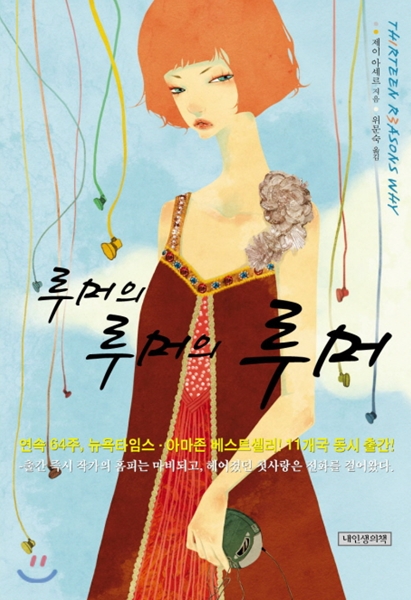 THIRTEEN REASONS WHY
제이 아셰르 지음
위문숙 옮김
루머의
루머의 루머
연속 64주, 뉴욕타임스·아마존 베스트셀러! 11개국 동시 출간!
출간 즉시 작가의 홈피는 마비되고, 헤어졌던 첫사랑은 전화를 걸어왔다.
내인생의책